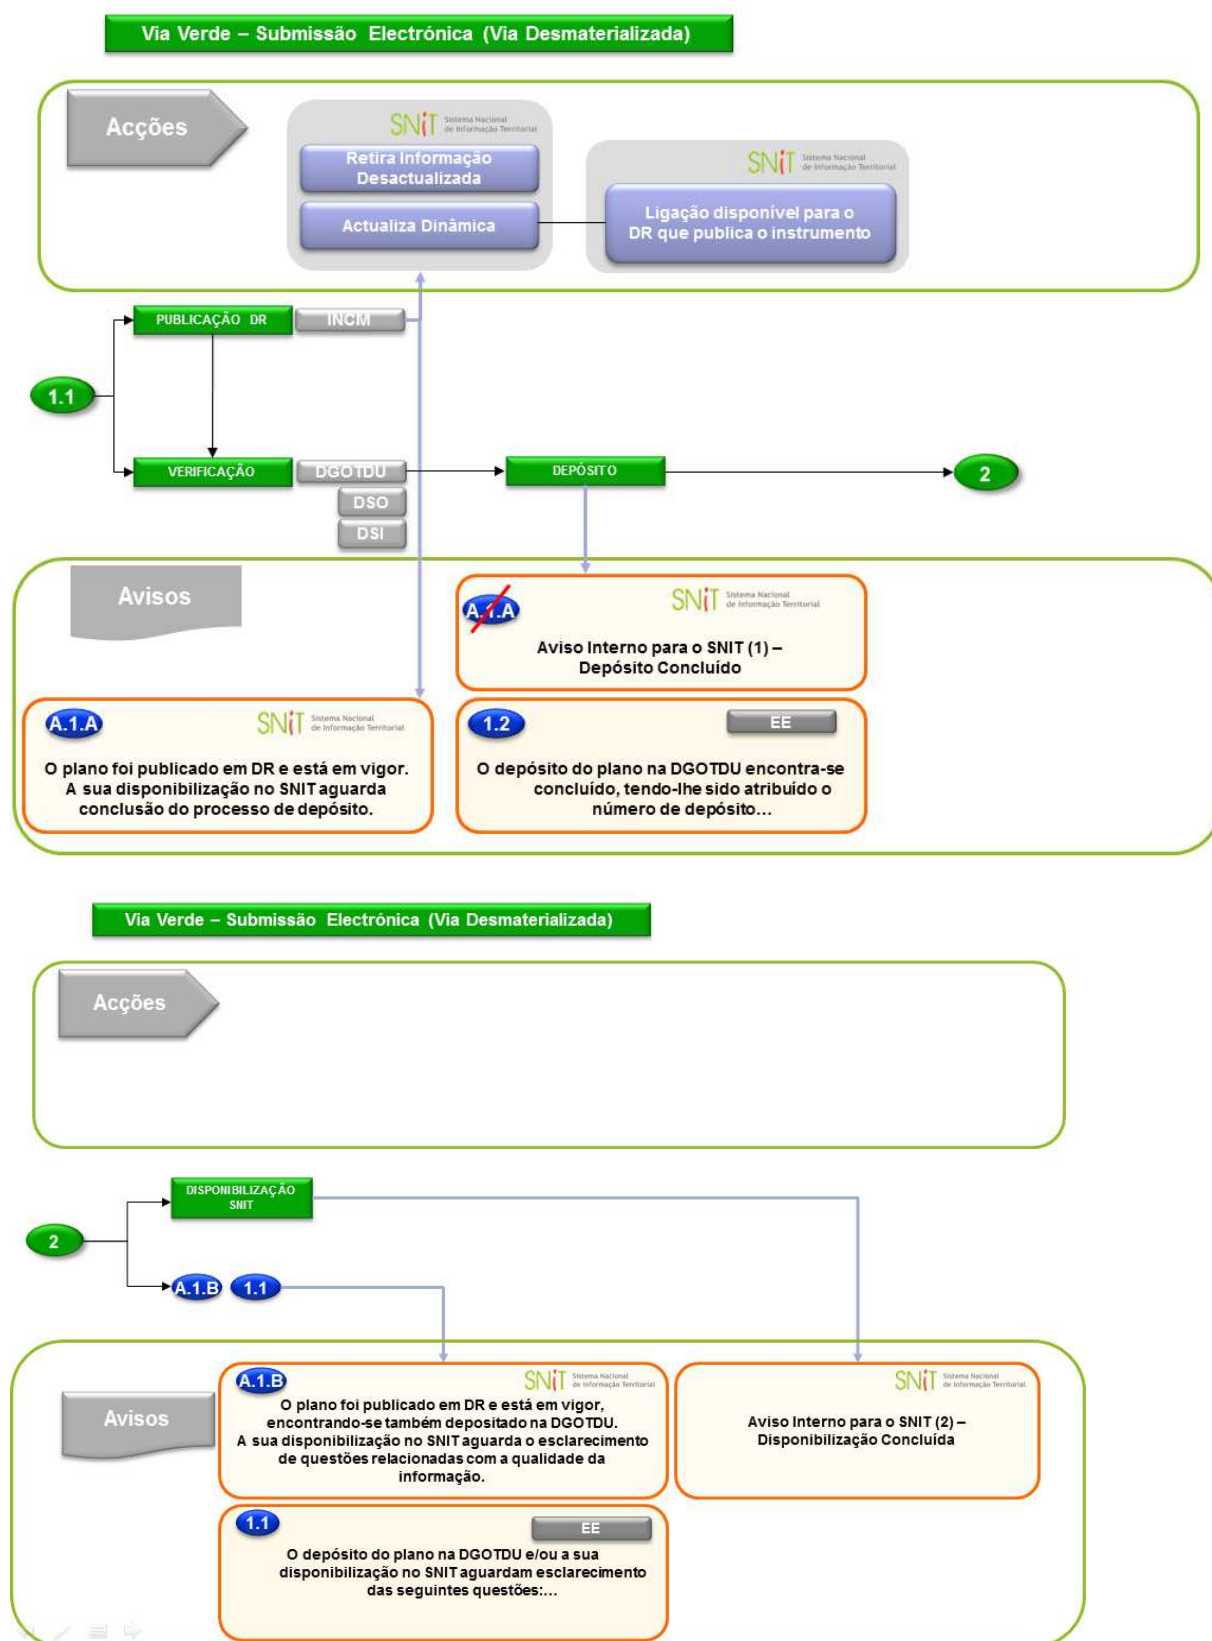 Via Verde – Submissão Electrónica (Via Desmaterializada)
Acções
SNiT Sistema Nacional
de Informação Territorial
Retira Informação
Desactualizada
Actualiza Dinâmica
SNiT Sistema Nacional
de Informação Territorial
Ligação disponível para o
DR que publica o instrumento
PUBLICAÇÃO DR
INCM
1.1
VERIFICAÇÃO
DGOTDU
DEPÓSITO
2
DSO
DSI
Avisos
A.1.A
SNiT Sistema Nacional
de Informação Territorial
Aviso Interno para o SNIT (1) –
Depósito Concluído
A.1.A
SNiT Sistema Nacional
de Informação Territorial
O plano foi publicado em DR e está em vigor.
A sua disponibilização no SNIT aguarda
conclusão do processo de depósito.
1.2
EE
O depósito do plano na DGOTDU encontra-se
concluído, tendo-lhe sido atribuído o
número de depósito…
Via Verde – Submissão Electrónica (Via Desmaterializada)
Acções
DISPONIBILIZAÇÃO
SNIT
2
A.1.B
1.1
Avisos
A.1.B
SNiT Sistema Nacional
de Informação Territorial
O plano foi publicado em DR e está em vigor,
encontrando-se também depositado na DGOTDU.
A sua disponibilização no SNIT aguarda o esclarecimento
de questões relacionadas com a qualidade da
informação.
SNiT Sistema Nacional
de Informação Territorial
Aviso Interno para o SNIT (2) –
Disponibilização Concluída
1.1
EE
O depósito do plano na DGOTDU e/ou a sua
disponibilização no SNIT aguardam esclarecimento
das seguintes questões:…